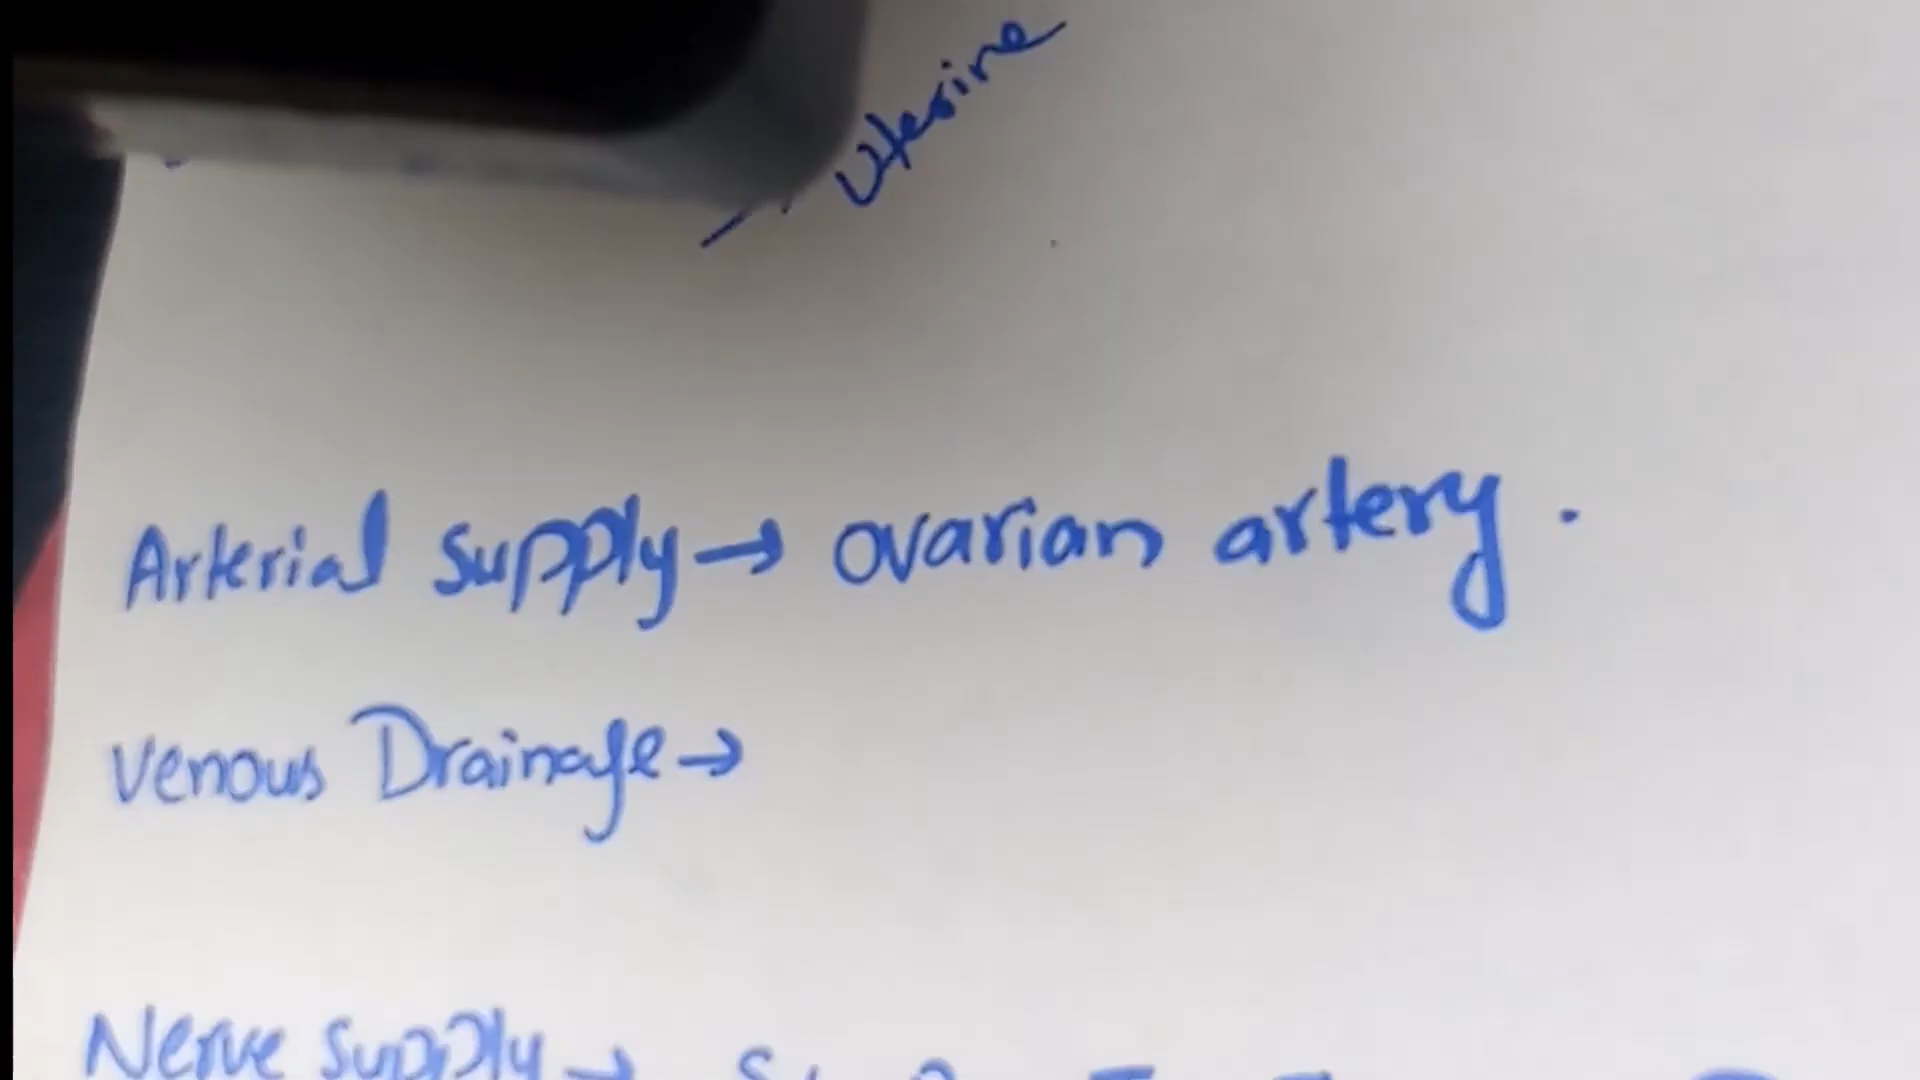 Uterine
Arterial supply → ovarian artery.
Venous Drainage →
Nerve supply →